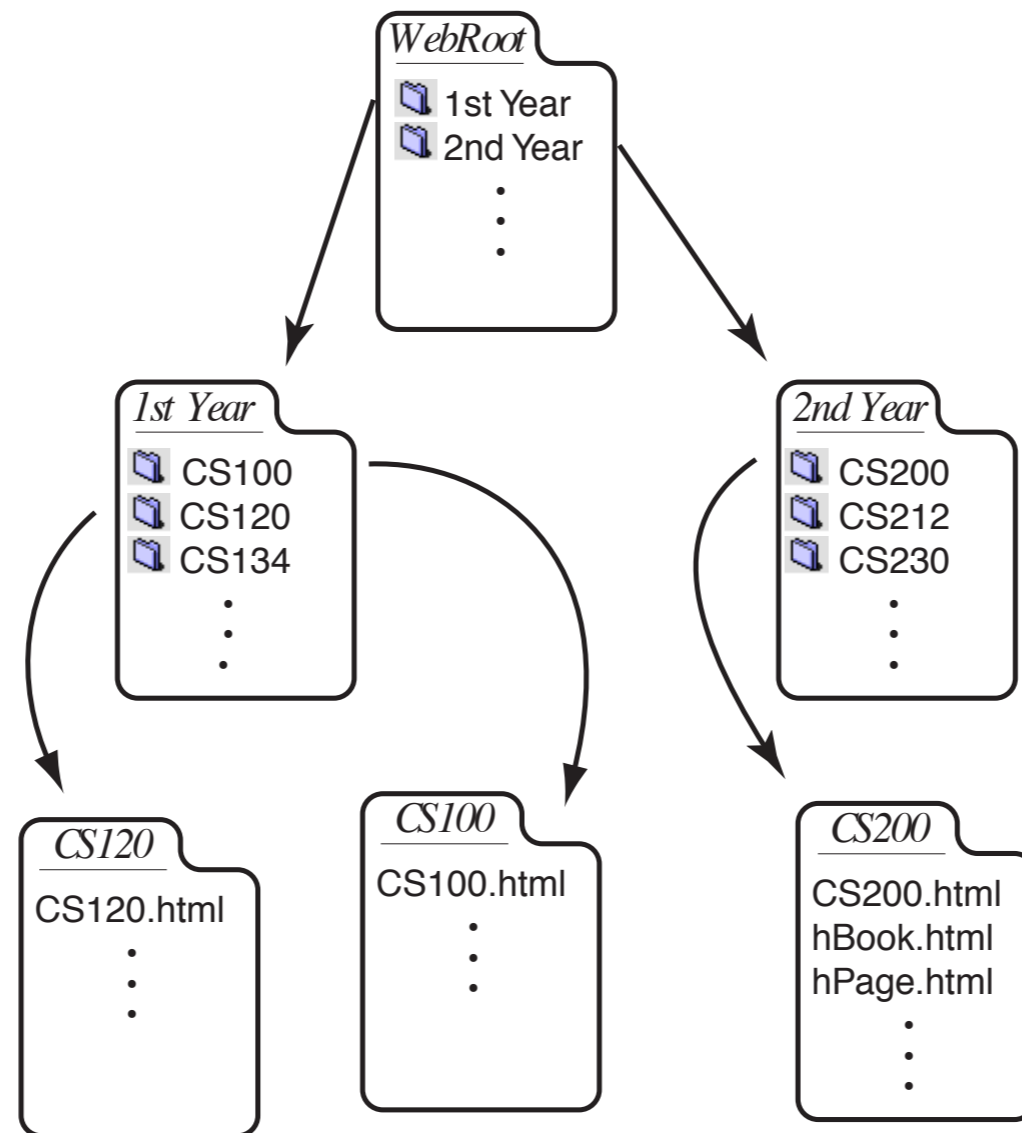 WebRoot
1st Year
2nd Year
1st Year
CS100
CS120
CS134
2nd Year
CS200
CS212
CS230
CS120
CS120.html
CS100
CS100.html
CS200
CS200.html
hBook.html
hPage.html